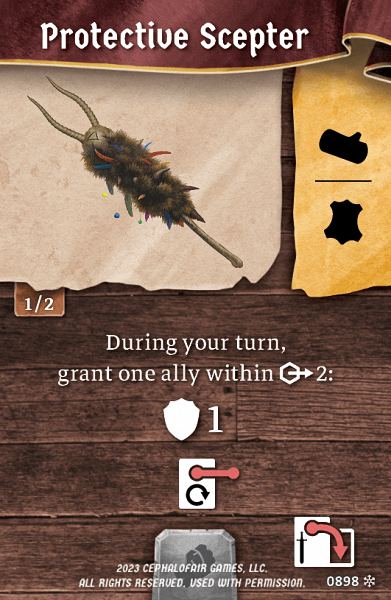 Protective Scepter
1/2
During your turn,
grant one ally within 2:
1
2023 CEPHALOFAIR GAMES, LLC.
ALL RIGHTS RESERVED. USED WITH PERMISSION.
0898